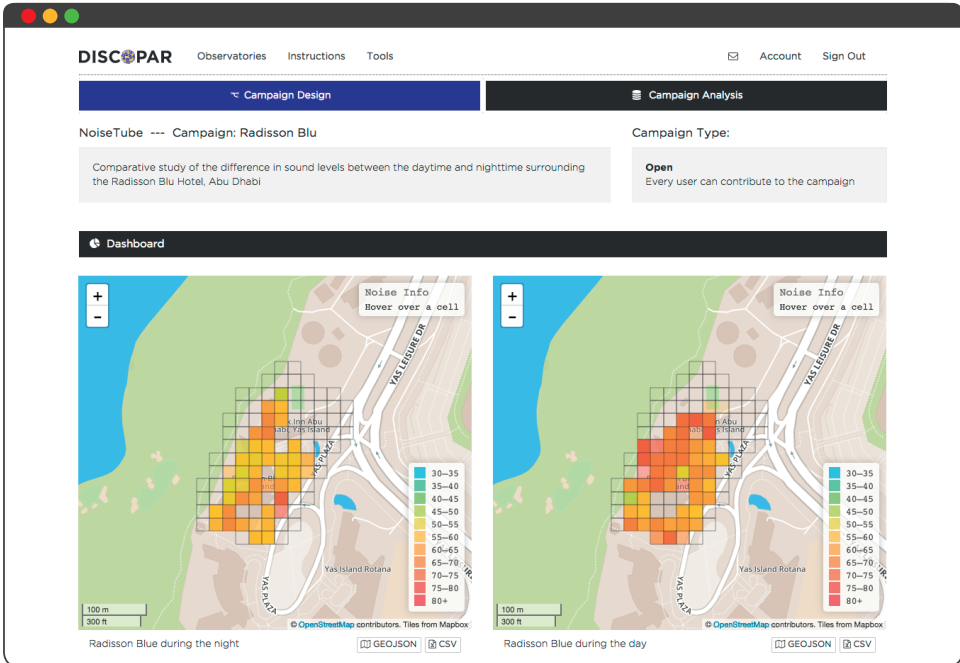 DISCOPAR Observatories Instructions Tools Account Sign Out
Campaign Design
Campaign Analysis
NoiseTube --- Campaign: Radisson Blu
Campaign Type:
Comparative study of the difference in sound levels between the daytime and nighttime surrounding
the Radisson Blu Hotel, Abu Dhabi
Open
Every user can contribute to the campaign
Dashboard
+
−
Noise Info
Hover over a cell
YAS LEISURE DR
Inn Abu
Yas Island
YAS PLAZA
Yas Island Rotana
YAS PLAZA
30–35
35–40
40–45
45–50
50–55
55–60
60–65
65–70
70–75
75–80
80+
100 m
300 ft
© OpenStreetMap contributors. Tiles from Mapbox
Radisson Blue during the night
GEOJSON
CSV
+
−
Noise Info
Hover over a cell
YAS LEISURE DR
n Abu
Yas Island
YAS PLAZA
Yas Island Rotana
YAS PLAZA
30–35
35–40
40–45
45–50
50–55
55–60
60–65
65–70
70–75
75–80
80+
100 m
300 ft
© OpenStreetMap contributors. Tiles from Mapbox
Radisson Blue during the day
GEOJSON
CSV